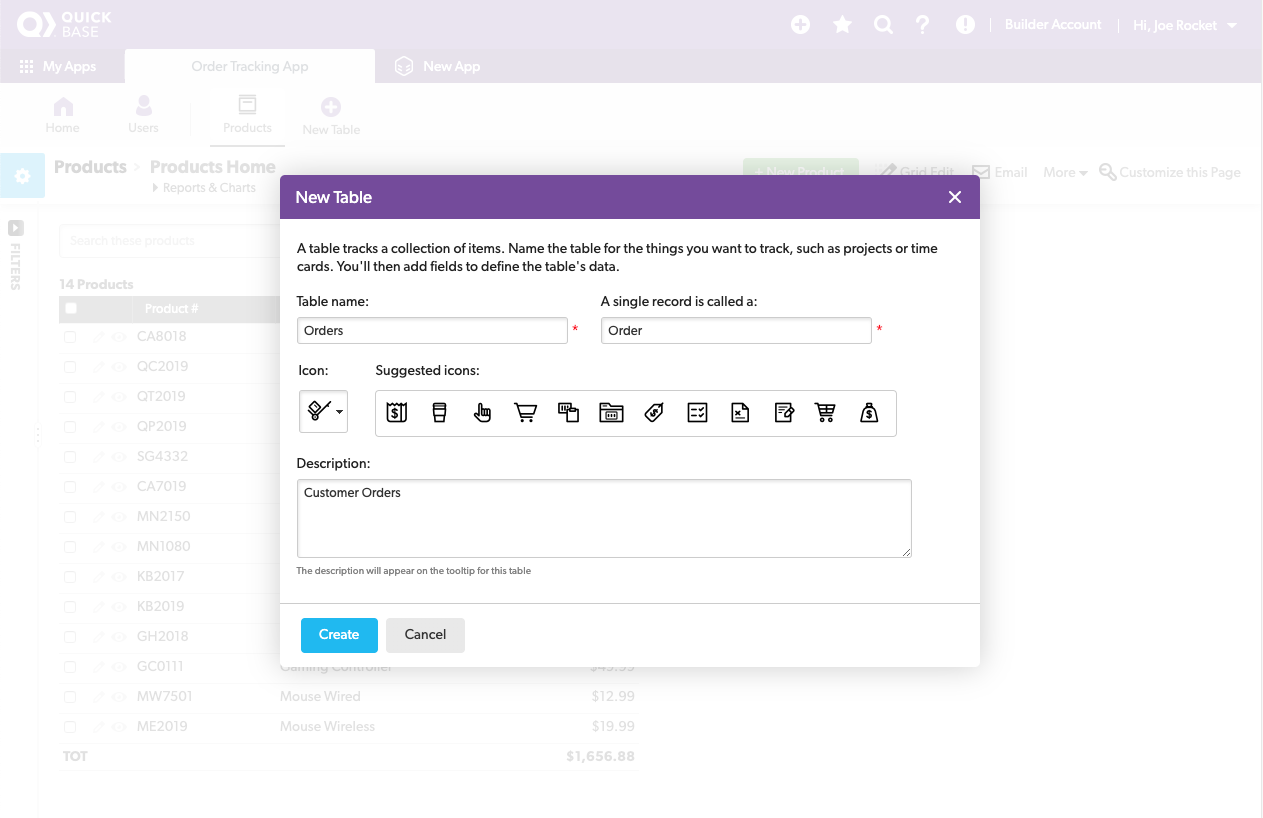 QUICK BASE
Builder Account
Hi, Joe Rocket
My Apps
Order Tracking App
New App
Home
Users
Products
New Table
Products
Products Home
Reports & Charts
+ New Product
Grid Edit
Email
More
Customize this Page
FILTERS
Search these products
14 Products
Product #
CA8018
QC2019
QT2019
QP2019
SG4332
CA7019
MN2150
MN1080
KB2017
KB2019
GH2018
GC0111 Gaming Controller $49.99
MW7501 Mouse Wired $12.99
ME2019 Mouse Wireless $19.99
TOT $1,656.88
New Table
A table tracks a collection of items. Name the table for the things you want to track, such as projects or time
cards. You'll then add fields to define the table's data.
Table name: A single record is called a:
Orders * Order *
Icon: Suggested icons:
Description:
Customer Orders
The description will appear on the tooltip for this table
Create Cancel